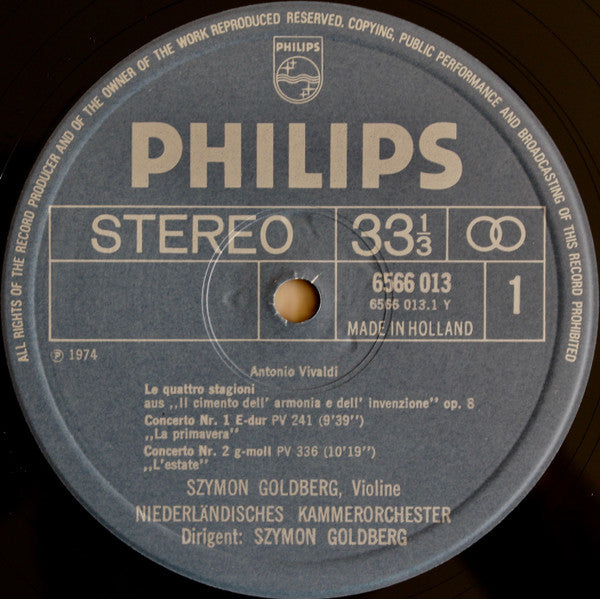 ALL RIGHTS OF THE RECORD PRODUCER AND OF THE OWNER OF THE WORK REPRODUCED RESERVED. COPYING, PUBLIC PERFORMANCE AND BROADCASTING OF THIS RECORD PROHIBITED
PHILIPS
PHILIPS
STEREO 33 1/3
6566 013
6566 013.1 Y 1
MADE IN HOLLAND
℗ 1974
Antonio Vivaldi
Le quattro stagioni
aus „Il cimento dell' armonia e dell' invenzione" op. 8
Concerto Nr. 1 E-dur PV 241 (9'39")
„La primavera"
Concerto Nr. 2 g-moll PV 336 (10'19")
„L'estate"
SZYMON GOLDBERG, Violine
NIEDERLÄNDISCHES KAMMERORCHESTER
Dirigent: SZYMON GOLDBERG